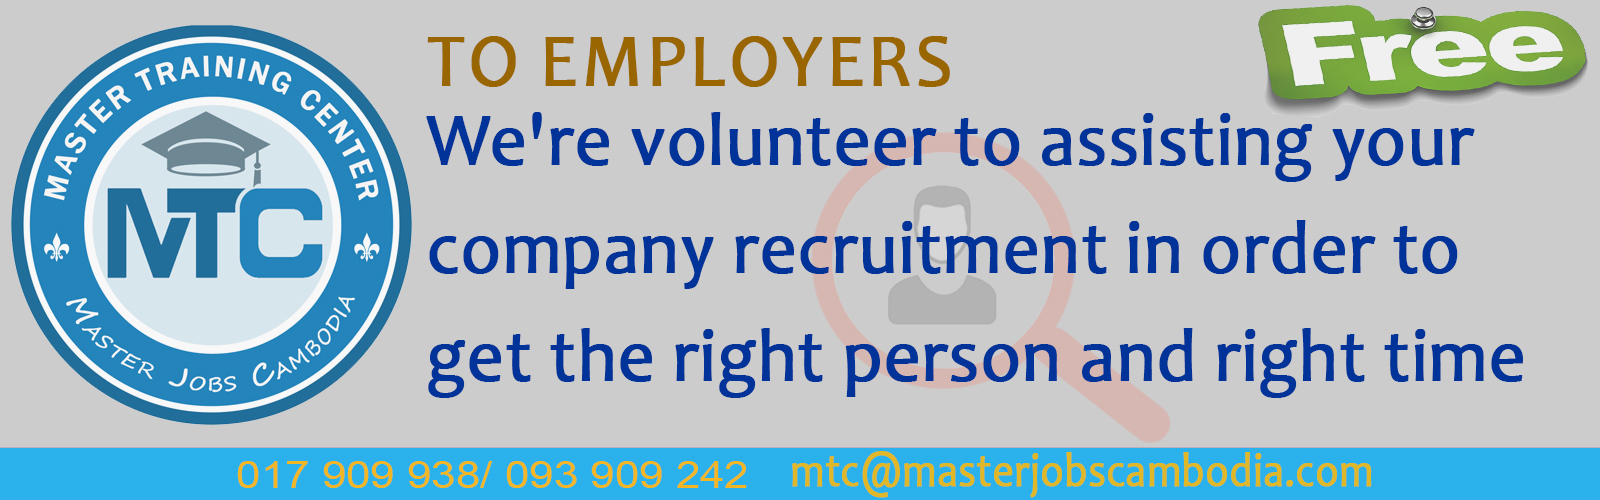 MASTER TRAINING CENTER
MTC
MASTER JOBS CAMBODIA
TO EMPLOYERS
Free
We're volunteer to assisting your
company recruitment in order to
get the right person and right time
017 909 938/ 093 909 242 mtc@masterjobscambodia.com